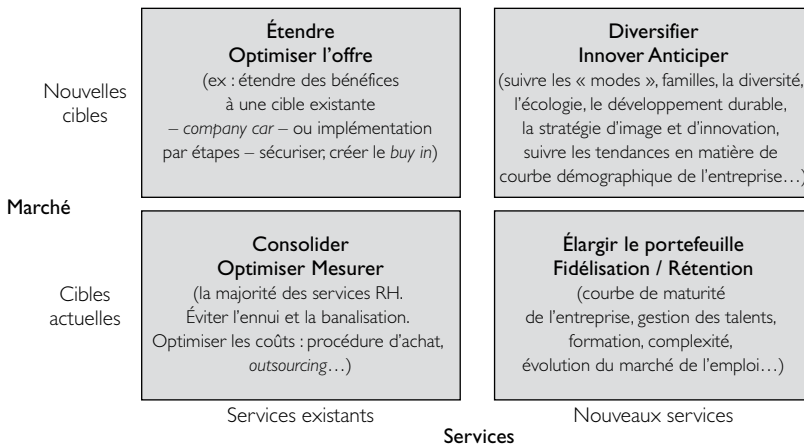 Nouvelles
cibles
Étendre
Optimiser l’offre
(ex : étendre des bénéfices
à une cible existante
– company car – ou implémentation
par étapes – sécuriser, créer le buy in)
Diversifier
Innover Anticiper
(suivre les « modes », familles, la diversité,
l’écologie, le développement durable,
la stratégie d’image et d’innovation,
suivre les tendances en matière de
courbe démographique de l’entreprise…)
Marché
Cibles
actuelles
Consolider
Optimiser Mesurer
(la majorité des services RH.
Éviter l’ennui et la banalisation.
Optimiser les coûts : procédure d’achat,
outsourcing…)
Élargir le portefeuille
Fidélisation / Rétention
(courbe de maturité
de l’entreprise, gestion des talents,
formation, complexité,
évolution du marché de l’emploi…)
Services existants
Nouveaux services
Services